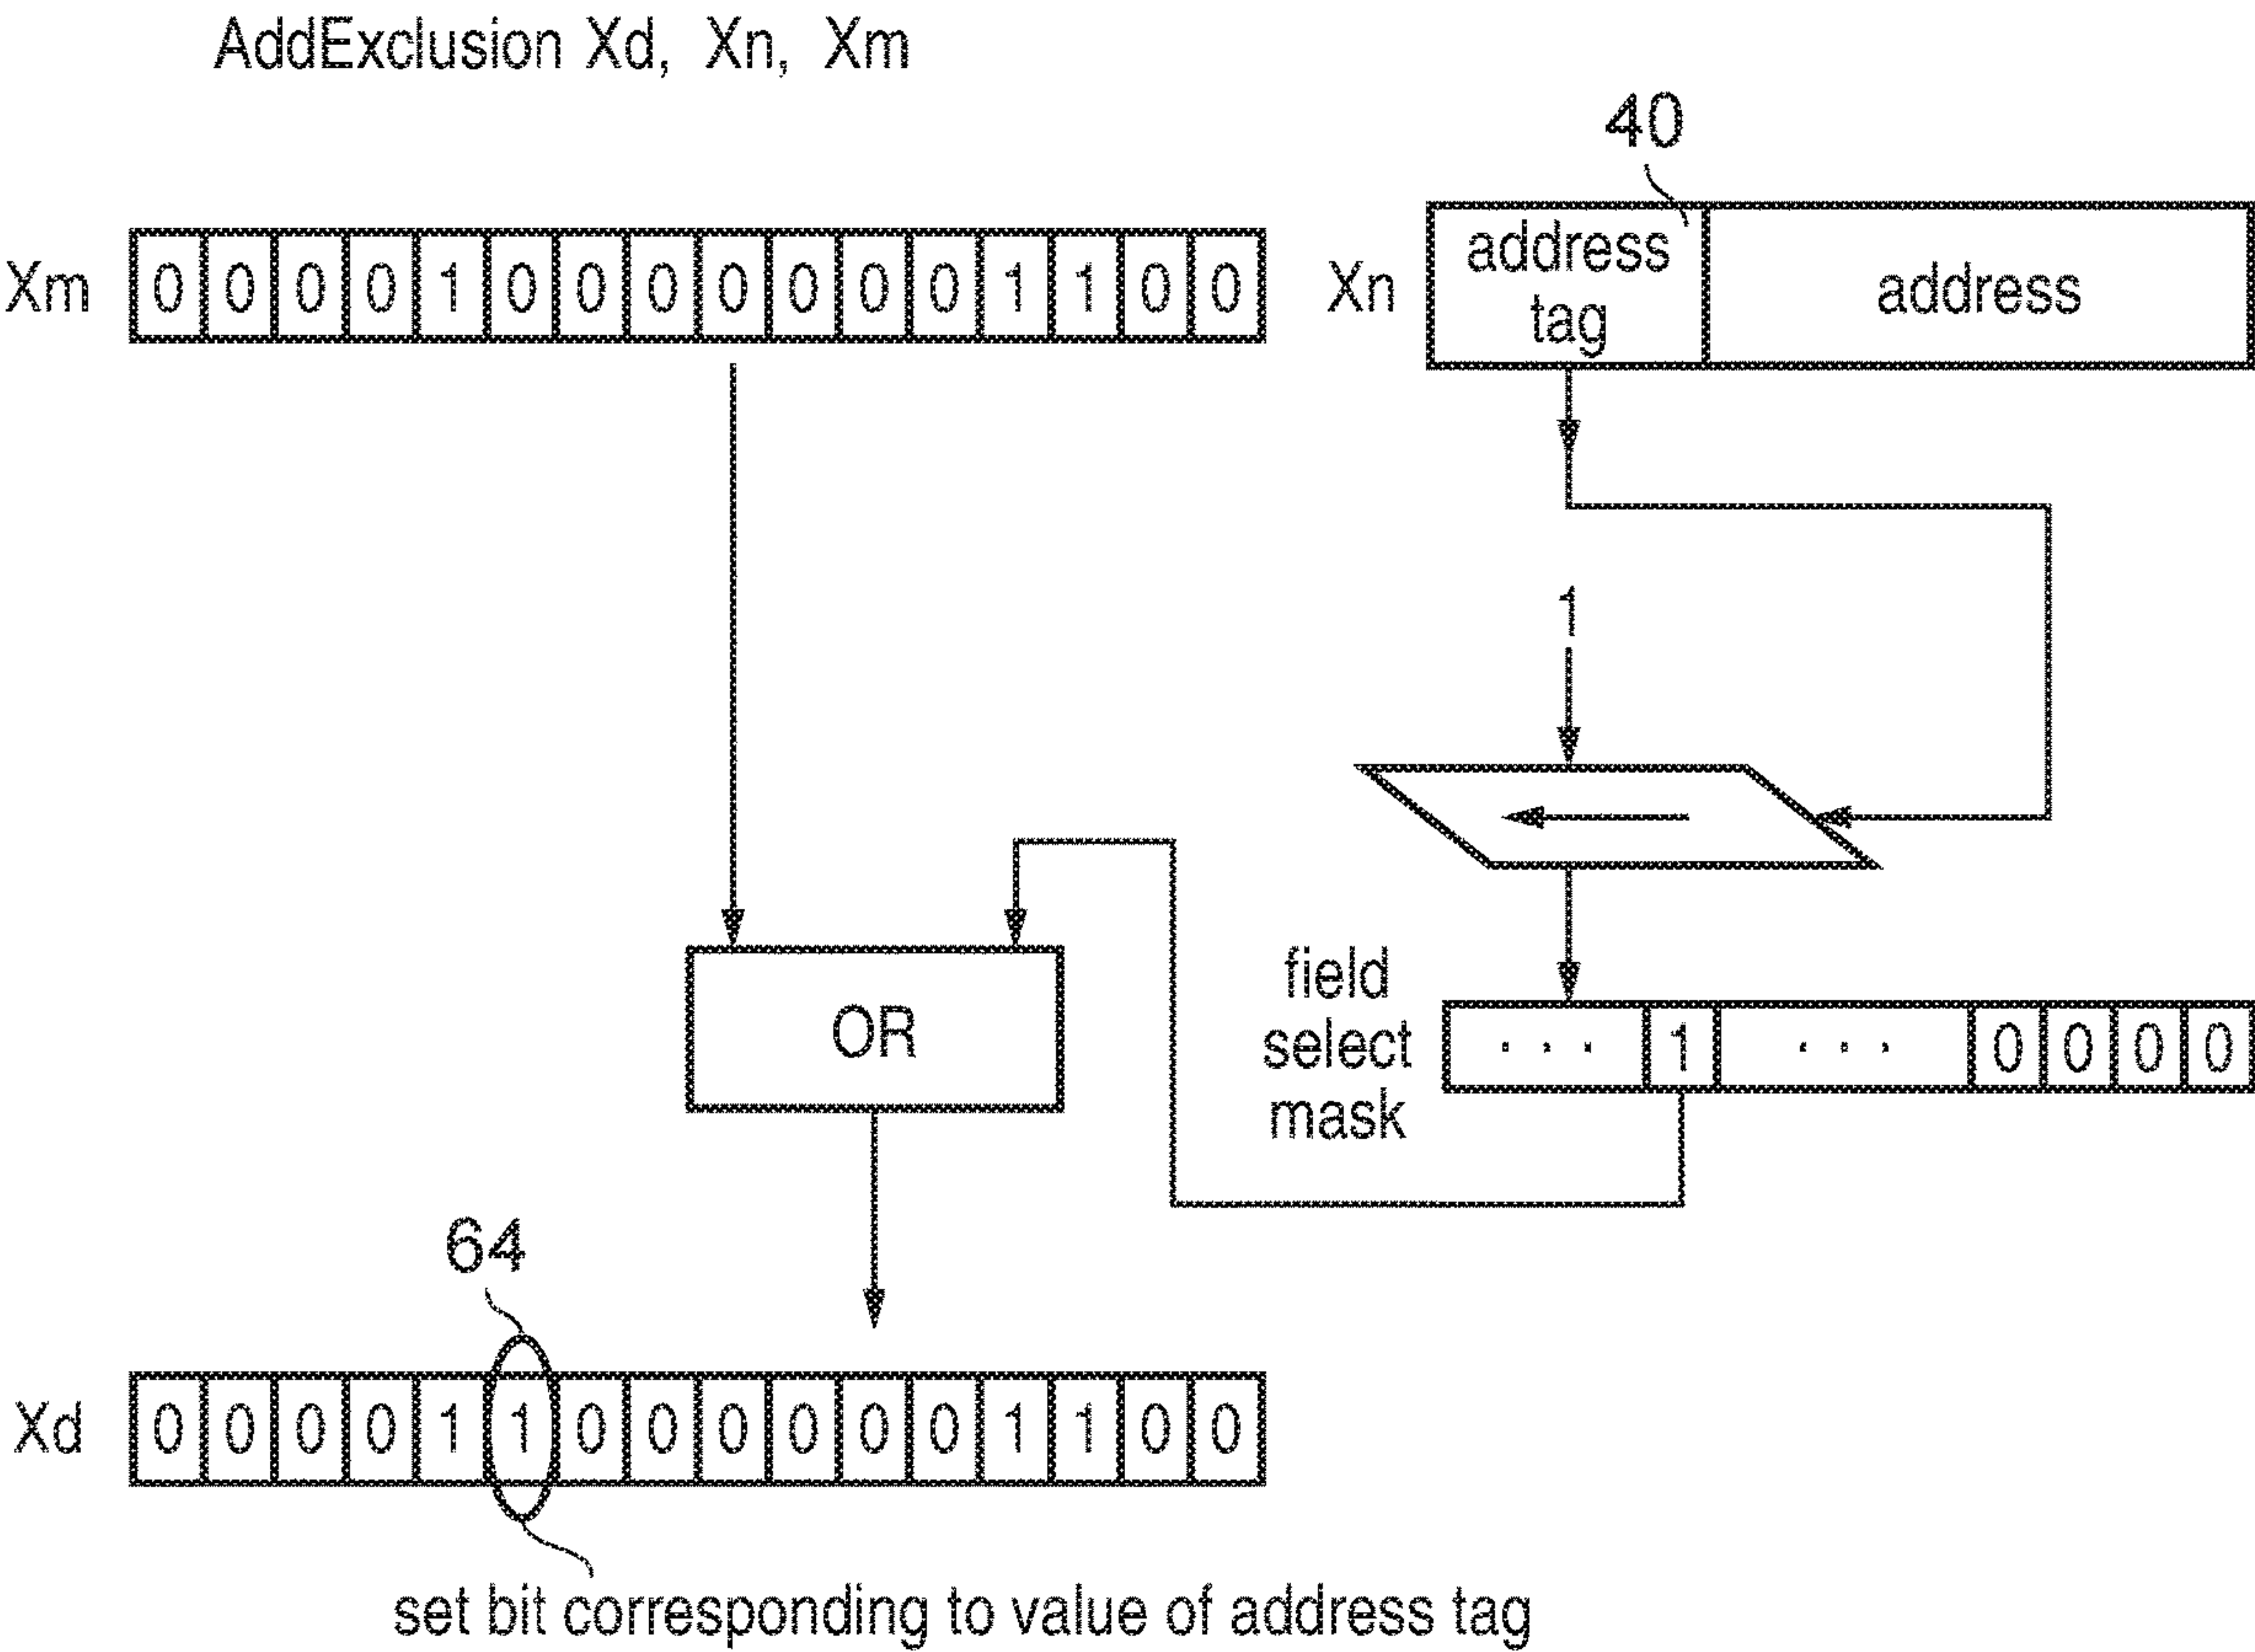 AddExclusion Xd, Xn, Xm
40
Xm 0 0 0 0 1 0 0 0 0 0 0 0 1 1 0 0
Xn address tag address
1
OR
field select mask ... 1 ... 0 0 0 0
64
Xd 0 0 0 0 1 1 0 0 0 0 0 0 1 1 0 0
set bit corresponding to value of address tag